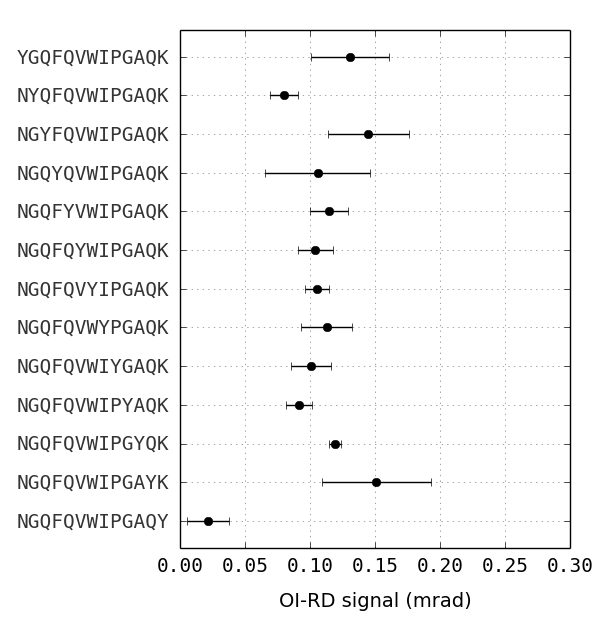 YGQFQVWIPGAQK
NYQFQVWIPGAQK
NGYFQVWIPGAQK
NGQYQVWIPGAQK
NGQFYVWIPGAQK
NGQFQYWIPGAQK
NGQFQVYIPGAQK
NGQFQVWYPGAQK
NGQFQVWIYGAQK
NGQFQVWIPYAQK
NGQFQVWIPGYQK
NGQFQVWIPGAYK
NGQFQVWIPGAQY
0.00 0.05 0.10 0.15 0.20 0.25 0.30
OI-RD signal (mrad)